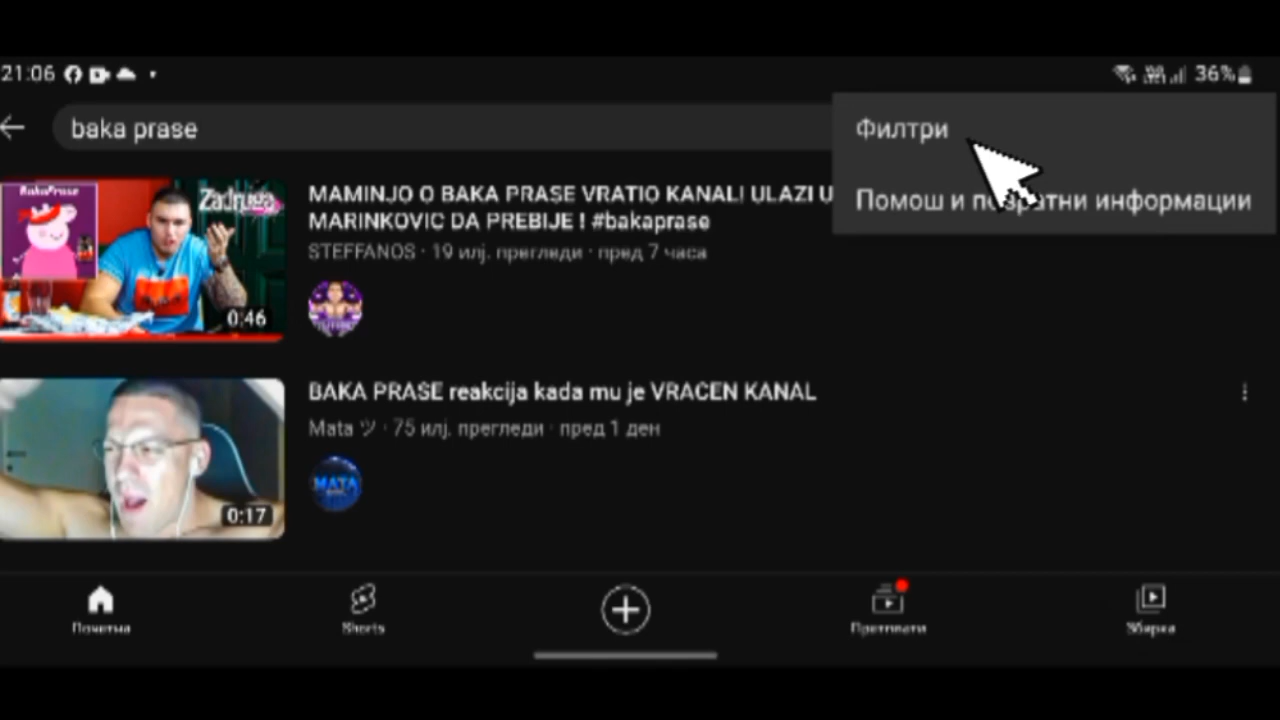 21:06
36%
baka prase
Филтри
Помош и повратни информации
BakaPrase
Zadruga
MAMINJO O BAKA PRASE VRATIO KANAL! ULAZI U
MARINKOVIC DA PREBIJE ! #bakaprase
STEFFANOS · 19 илј. прегледи · пред 7 часа
0:46
BAKA PRASE reakcija kada mu je VRACEN KANAL
Mata ツ · 75 илј. прегледи · пред 1 ден
MATA
0:17
Почетна
Shorts
Претплати
Збирка